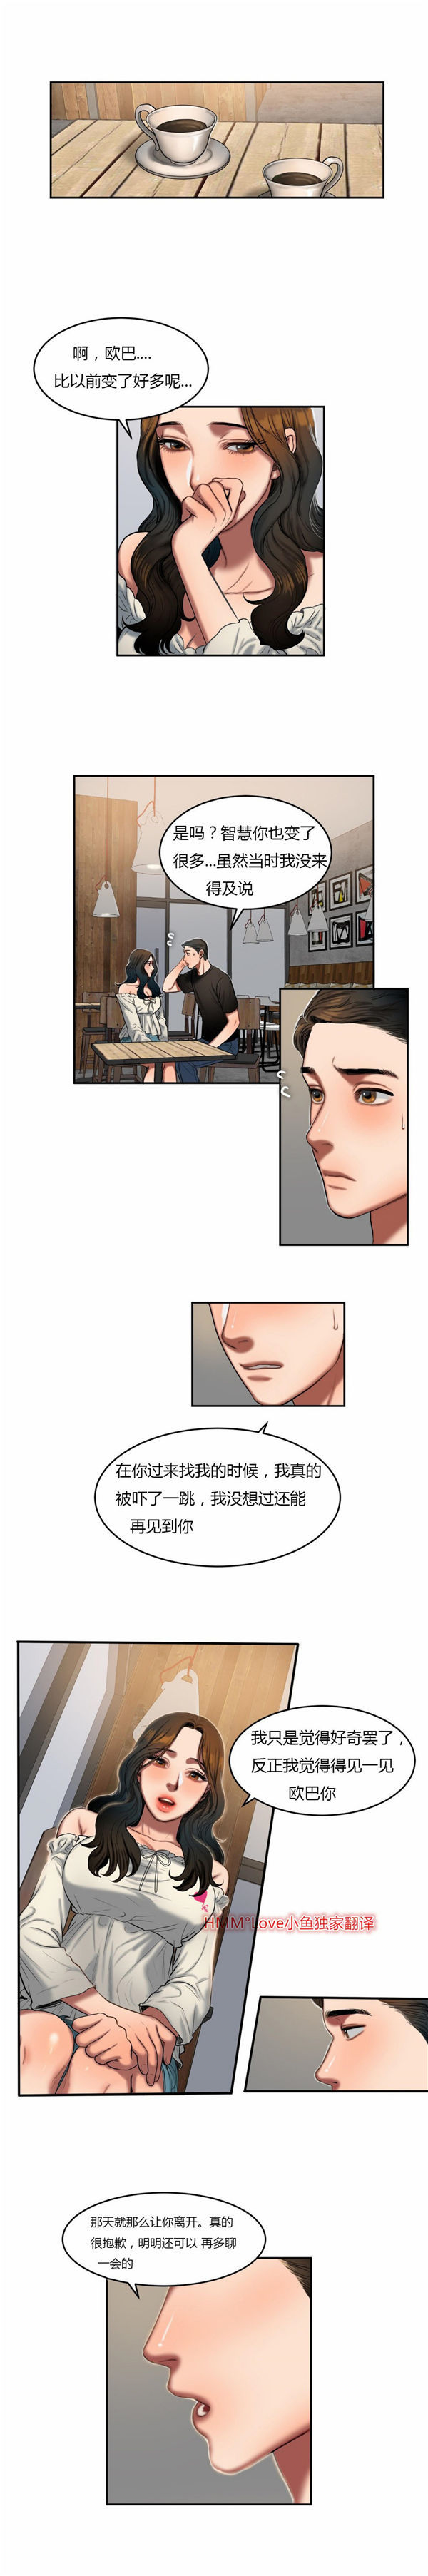 啊，欧巴....
比以前变了好多呢...
是吗？智慧你也变了
很多...虽然当时我没来
得及说
在你过来找我的时候，我真的
被吓了一跳，我没想过还能
再见到你
我只是觉得好奇罢了，
反正我觉得得见一见
欧巴你
HMM°Love小鱼独家翻译
那天就那么让你离开。真的
很抱歉，明明还可以 再多聊
一会的